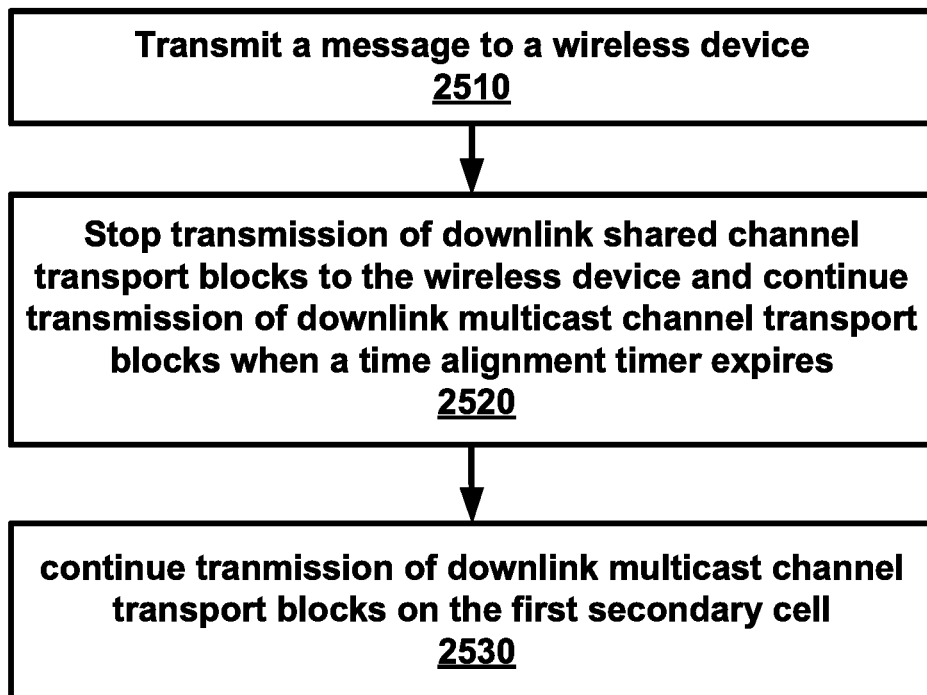 Transmit a message to a wireless device
2510
Stop transmission of downlink shared channel
transport blocks to the wireless device and continue
transmission of downlink multicast channel transport
blocks when a time alignment timer expires
2520
continue tranmission of downlink multicast channel
transport blocks on the first secondary cell
2530